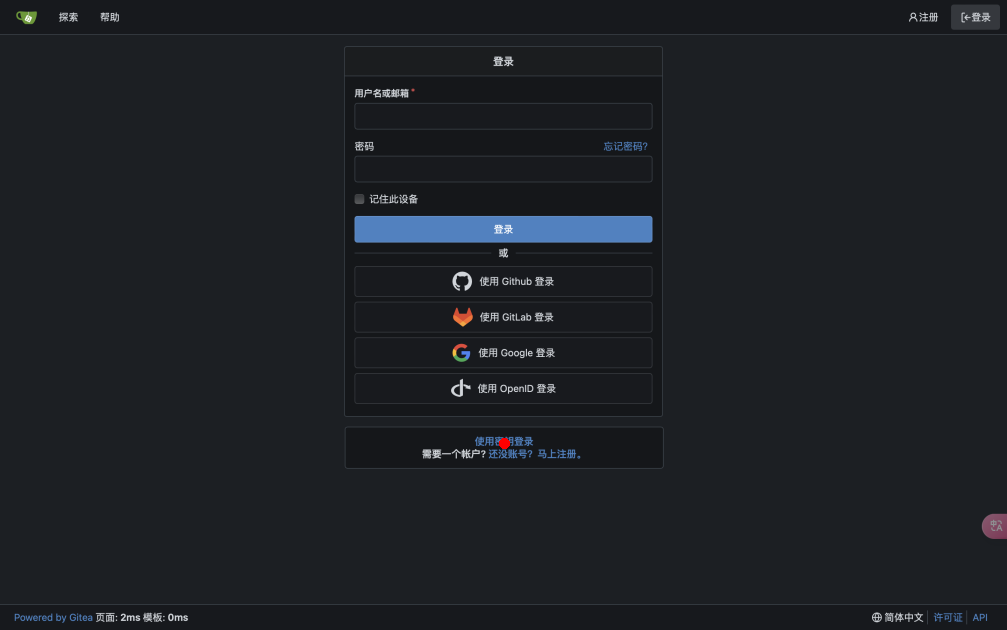 探索 帮助 注册 登录
登录
用户名或邮箱 *
密码 忘记密码?
记住此设备
登录
或
使用 Github 登录
使用 GitLab 登录
使用 Google 登录
使用 OpenID 登录
使用密钥登录
需要一个帐户? 还没账号？马上注册。
Powered by Gitea 页面: 2ms 模板: 0ms 简体中文 许可证 API